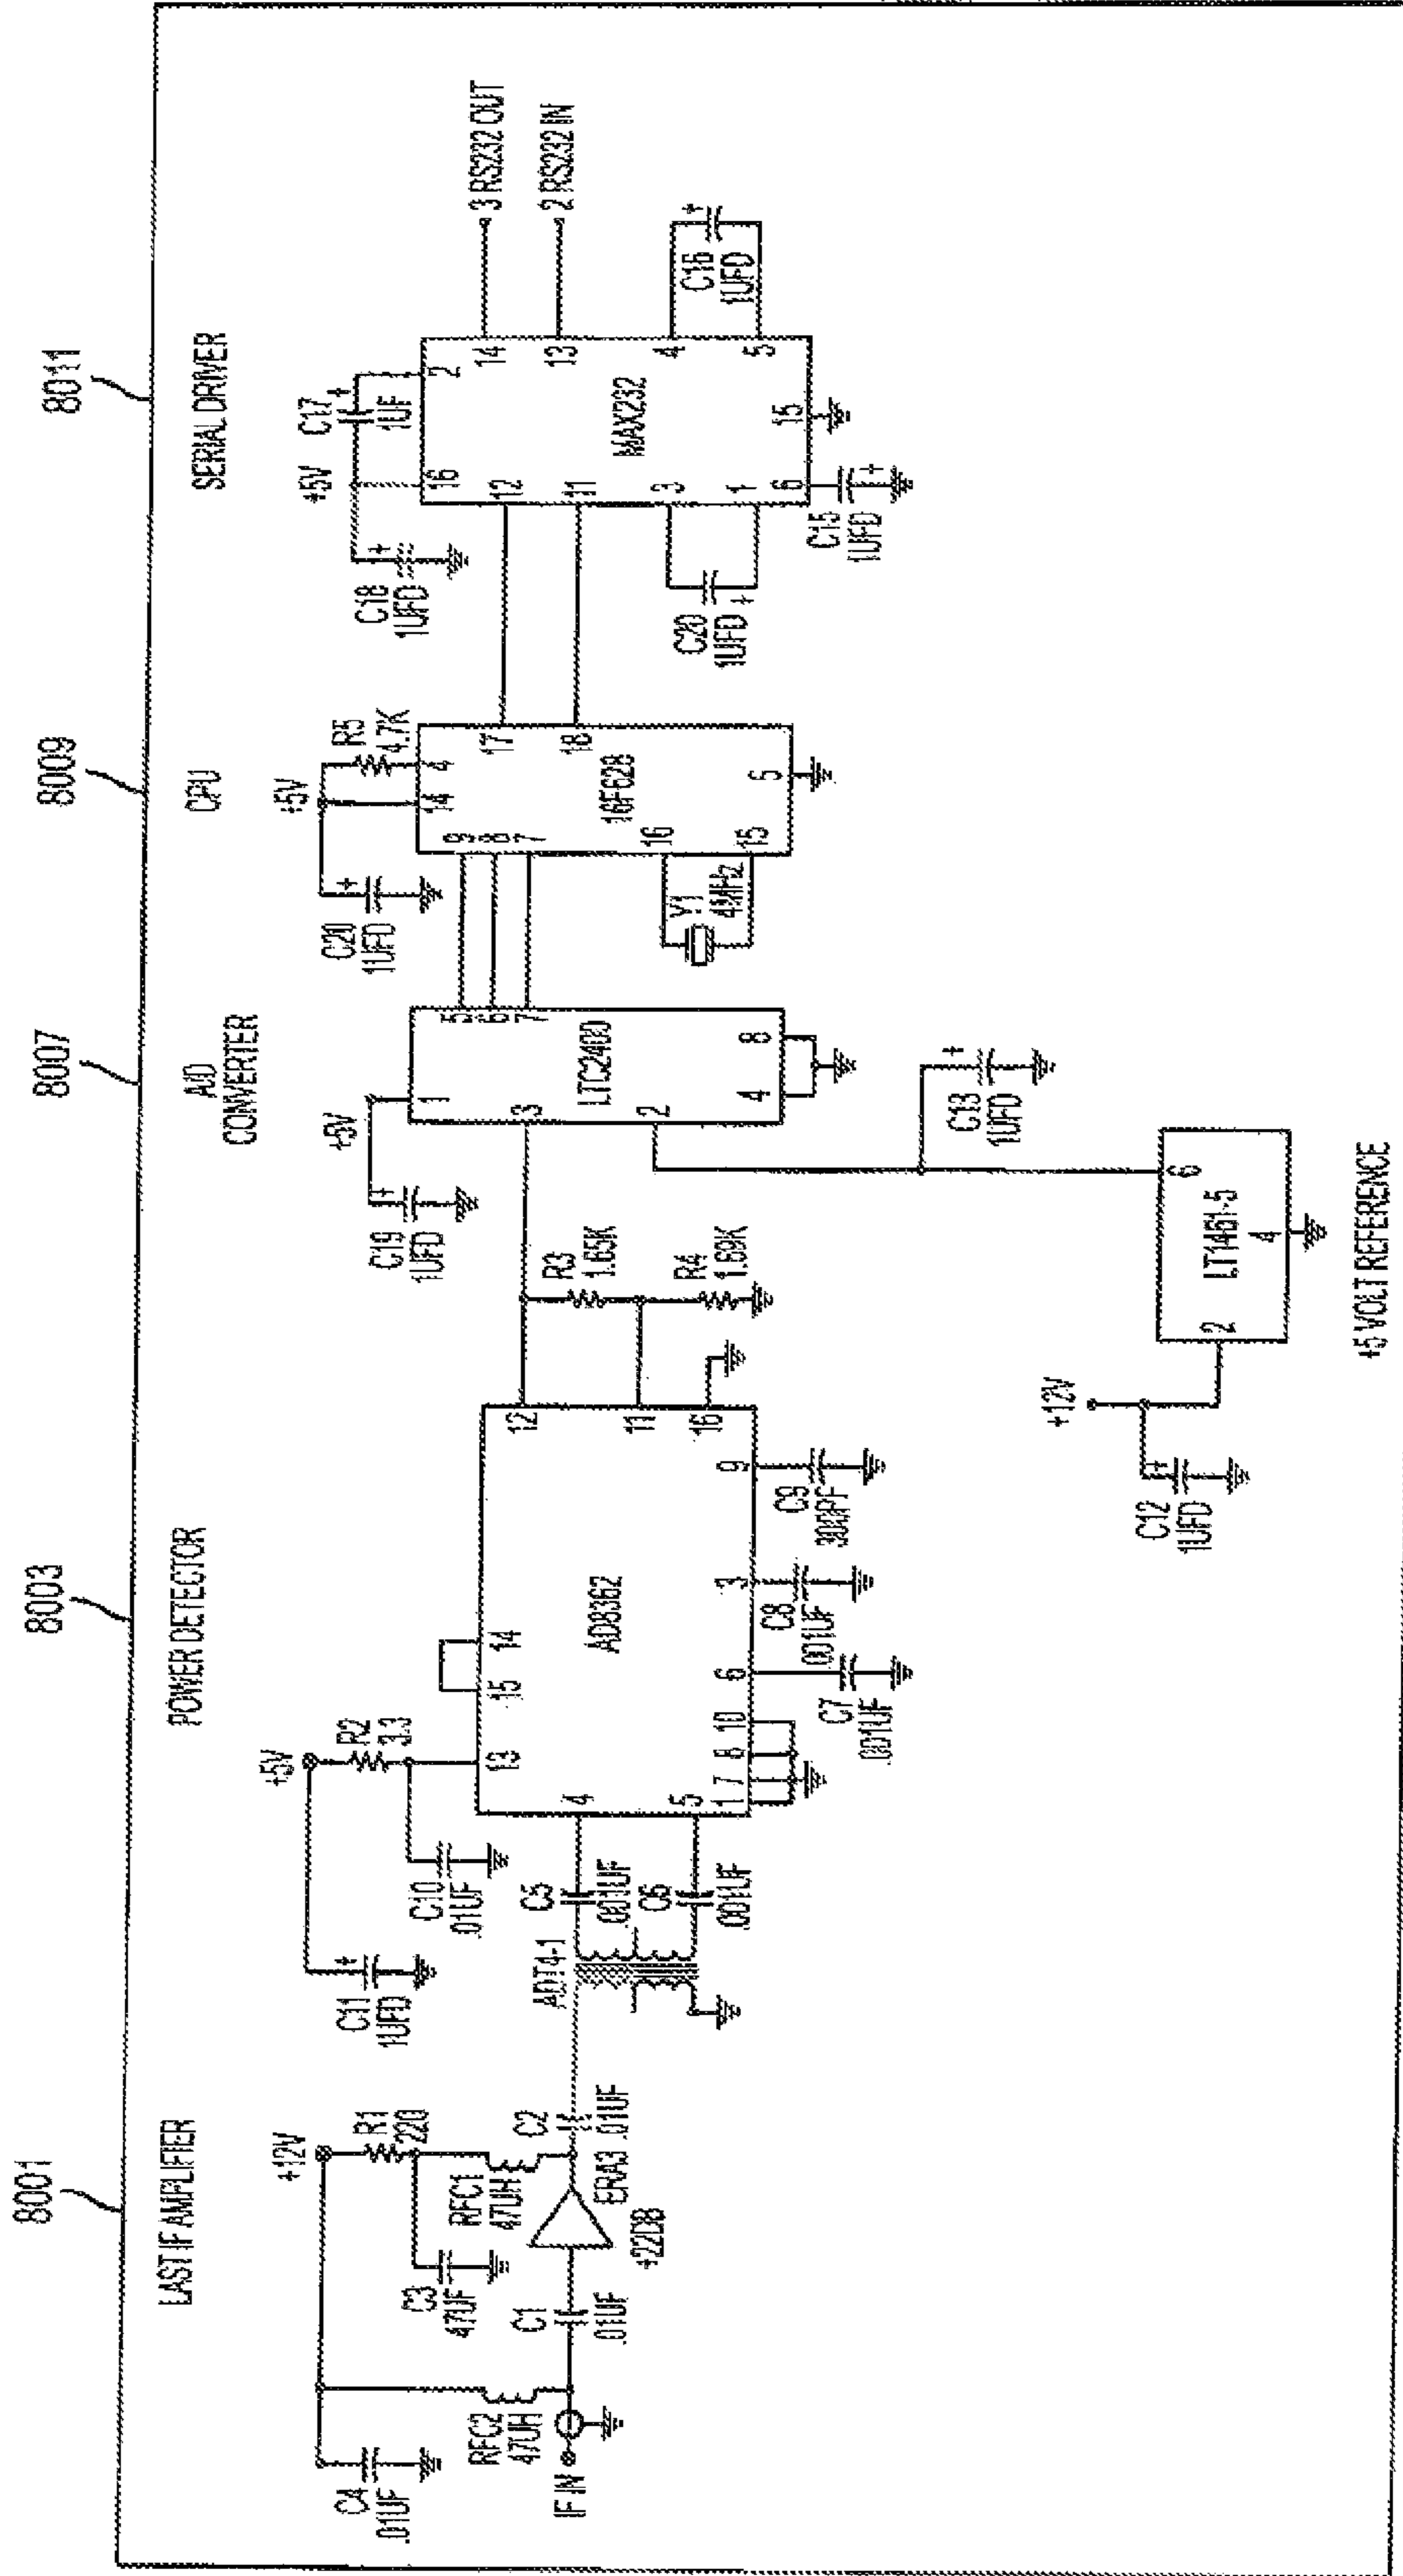 8001
8003
8007
8009
8011
LAST IF AMPLIFIER
POWER DETECTOR
A/D
CONVERTER
CPU
SERIAL DRIVER
C4
.01UF
+12V
R1
220
C3
47UF
RFC1
47UH
RFC2
47UH
IF IN
C1
.01UF
ERA3
+22DB
C2
.01UF
ADT4-1
C11
1UFD
+5V
R2
3.3
C10
.01UF
C5
.001UF
C6
.001UF
13
15
14
4
5
AD8362
12
11
16
1
7
8
10
6
3
9
C7
.001UF
C8
.001UF
C9
300PF
R3
1.65K
R4
1.69K
C19
1UFD
+5V
1
3
2
LTC2400
5
6
7
4
8
C20
1UFD
+5V
R5
4.7K
14
4
9
8
7
16F628
17
18
16
15
5
Y1
4MHz
C18
1UFD
+5V
C17
1UF
16
2
12
11
3
1
6
MAX232
14
13
4
5
15
3 RS232 OUT
2 RS232 IN
C16
1UFD
C20
1UFD
C15
1UFD
C13
1UFD
+12V
C12
1UFD
2
6
LT1461-5
4
+5 VOLT REFERENCE